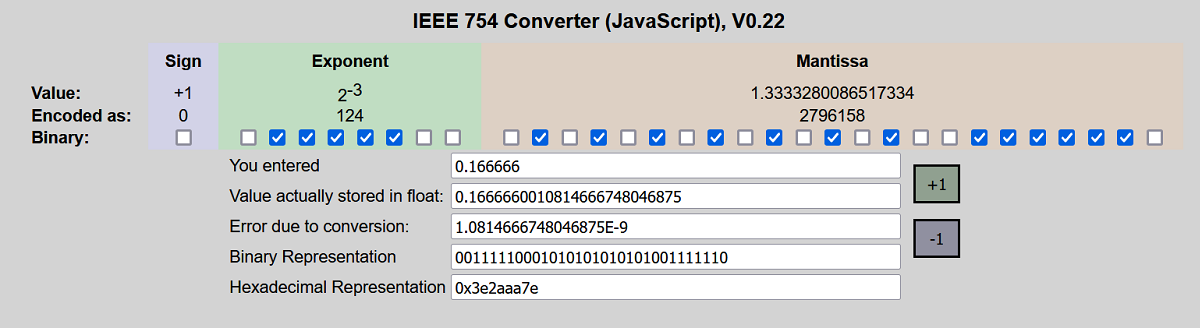 IEEE 754 Converter (JavaScript), V0.22
Sign Exponent Mantissa
Value: +1 2-3 1.3333280086517334
Encoded as: 0 124 2796158
Binary:
You entered 0.166666
Value actually stored in float: 0.1666660010814666748046875 +1
Error due to conversion: 1.0814666748046875E-9 -1
Binary Representation 00111110001010101010101001111110
Hexadecimal Representation 0x3e2aaa7e